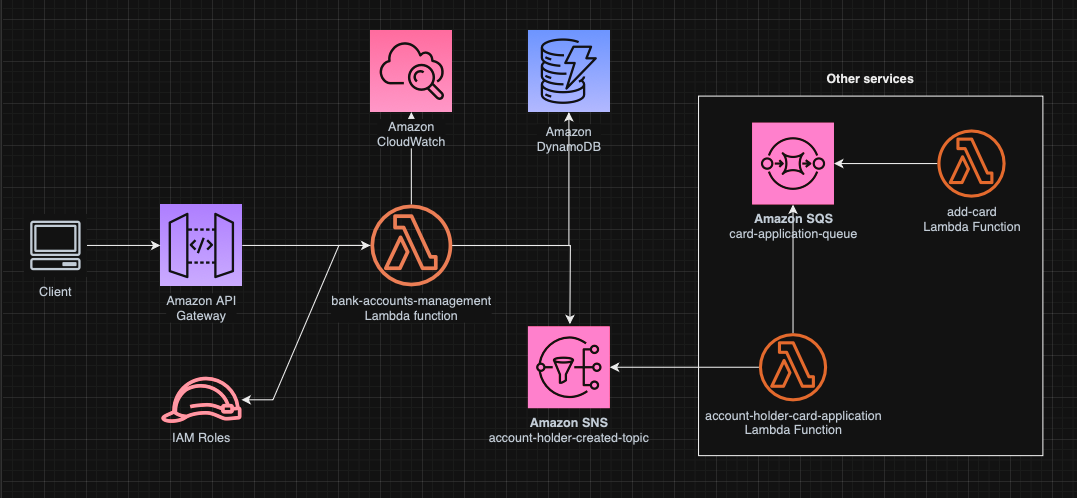 Other services
Amazon
CloudWatch
Amazon
DynamoDB
Amazon SQS
card-application-queue
add-card
Lambda Function
</>
Client
Amazon API
Gateway
bank-accounts-management
Lambda function
IAM Roles
Amazon SNS
account-holder-created-topic
account-holder-card-application
Lambda Function